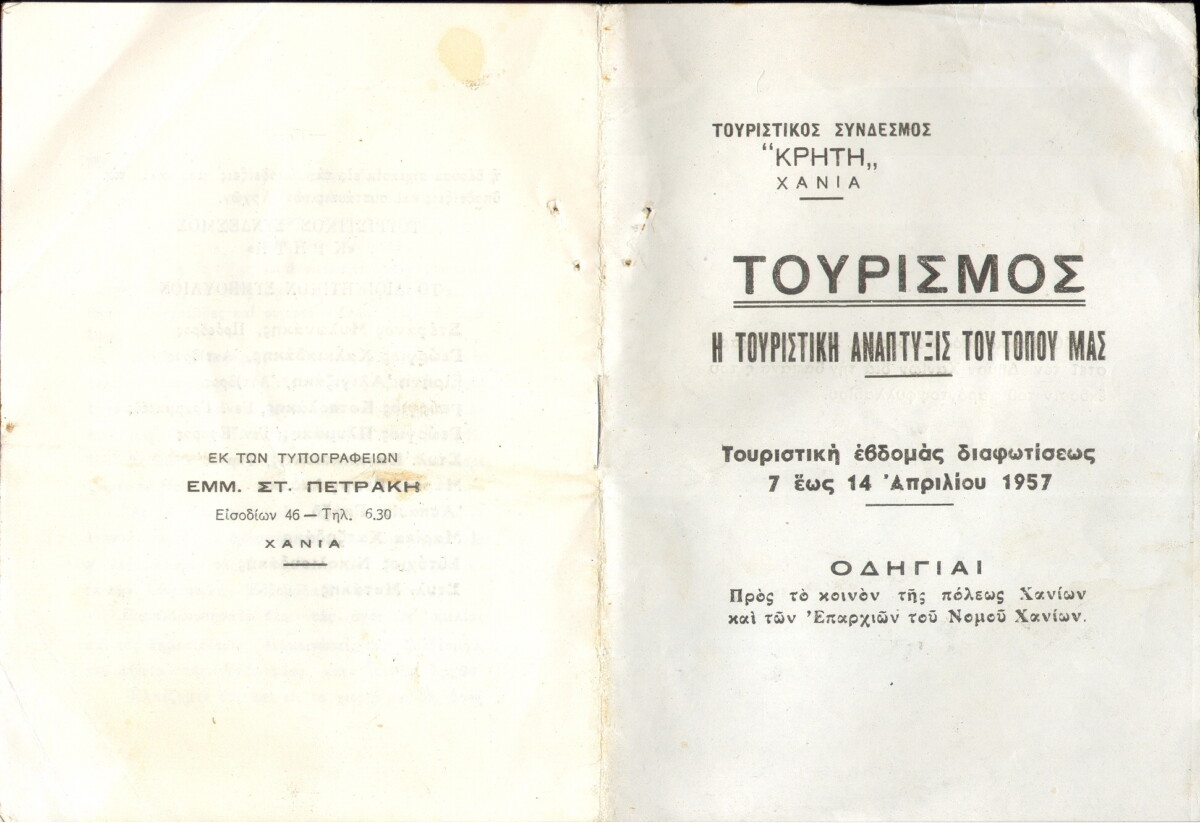 ΕΚ ΤΩΝ ΤΥΠΟΓΡΑΦΕΙΩΝ
ΕΜΜ. ΣΤ. ΠΕΤΡΑΚΗ
Εἰσοδίων 46 — Τηλ. 6.30
ΧΑΝΙΑ
ΤΟΥΡΙΣΤΙΚΟΣ ΣΥΝΔΕΣΜΟΣ
“ΚΡΗΤΗ„
ΧΑΝΙΑ
ΤΟΥΡΙΣΜΟΣ
Η ΤΟΥΡΙΣΤΙΚΗ ΑΝΑΠΤΥΞΙΣ ΤΟΥ ΤΟΠΟΥ ΜΑΣ
Τουριστικὴ ἑβδομὰς διαφωτίσεως
7 ἕως 14 Ἀπριλίου 1957
ΟΔΗΓΙΑΙ
Πρὸς τὸ κοινὸν τῆς πόλεως Χανίων
καὶ τῶν Ἐπαρχιῶν τοῦ Νομοῦ Χανίων.